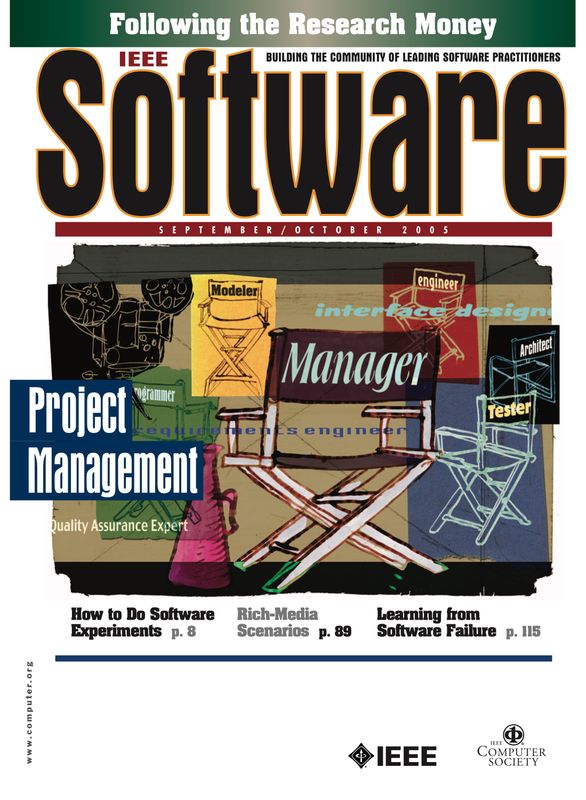 Following the Research Money
IEEE
BUILDING THE COMMUNITY OF LEADING SOFTWARE PRACTITIONERS
Software
SEPTEMBER/OCTOBER 2005
Modeler
engineer
interface design
Manager
Architect
Project
Management
rogrammer
Tester
requirements engineer
Quality Assurance Expert
How to Do Software
Experiments p. 8
Rich-Media
Scenarios p. 89
Learning from
Software Failure p. 115
www.computer.org
IEEE
IEEE
COMPUTER
SOCIETY